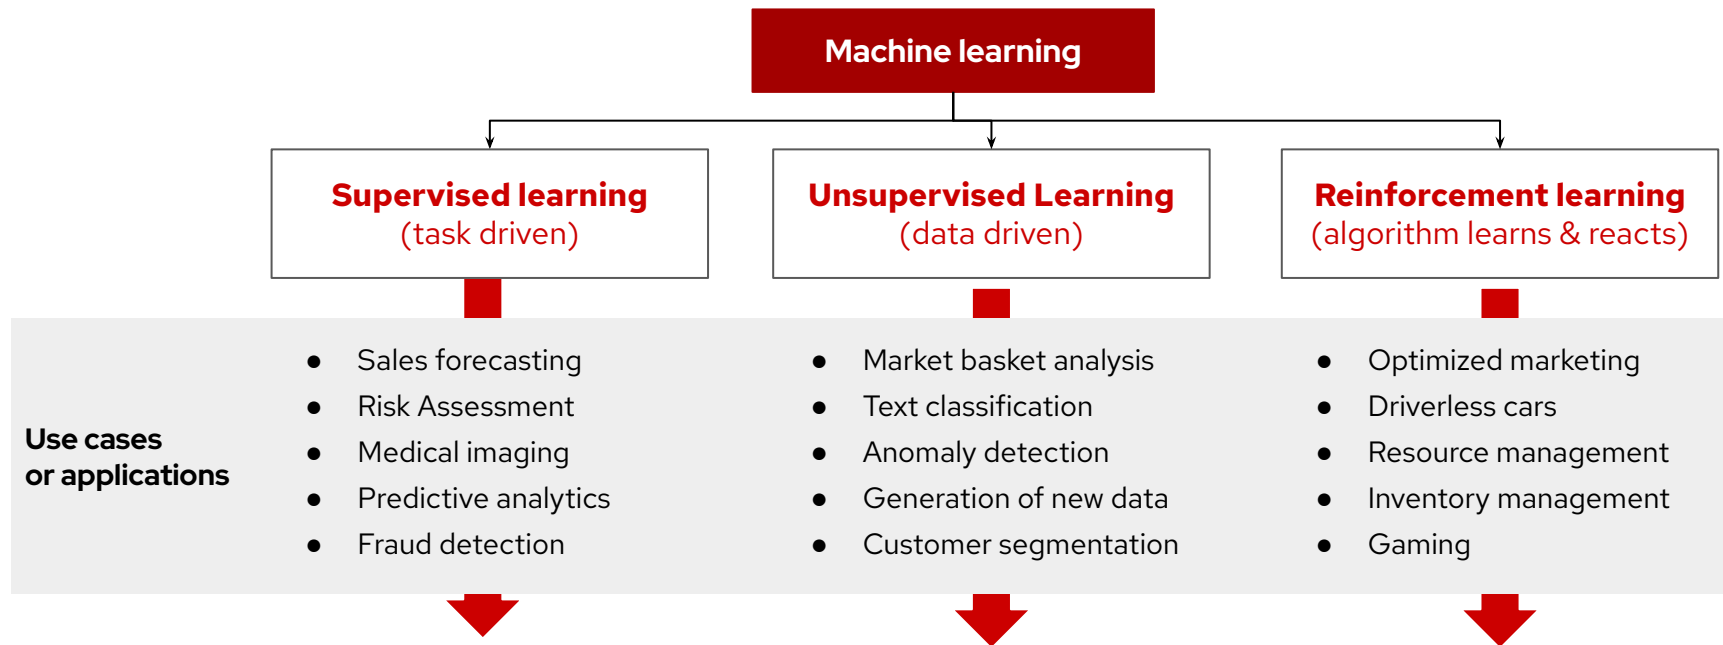 Machine learning
Supervised learning
(task driven)
Unsupervised Learning
(data driven)
Reinforcement learning
(algorithm learns & reacts)
Use cases
or applications
● Sales forecasting
● Risk Assessment
● Medical imaging
● Predictive analytics
● Fraud detection
● Market basket analysis
● Text classification
● Anomaly detection
● Generation of new data
● Customer segmentation
● Optimized marketing
● Driverless cars
● Resource management
● Inventory management
● Gaming